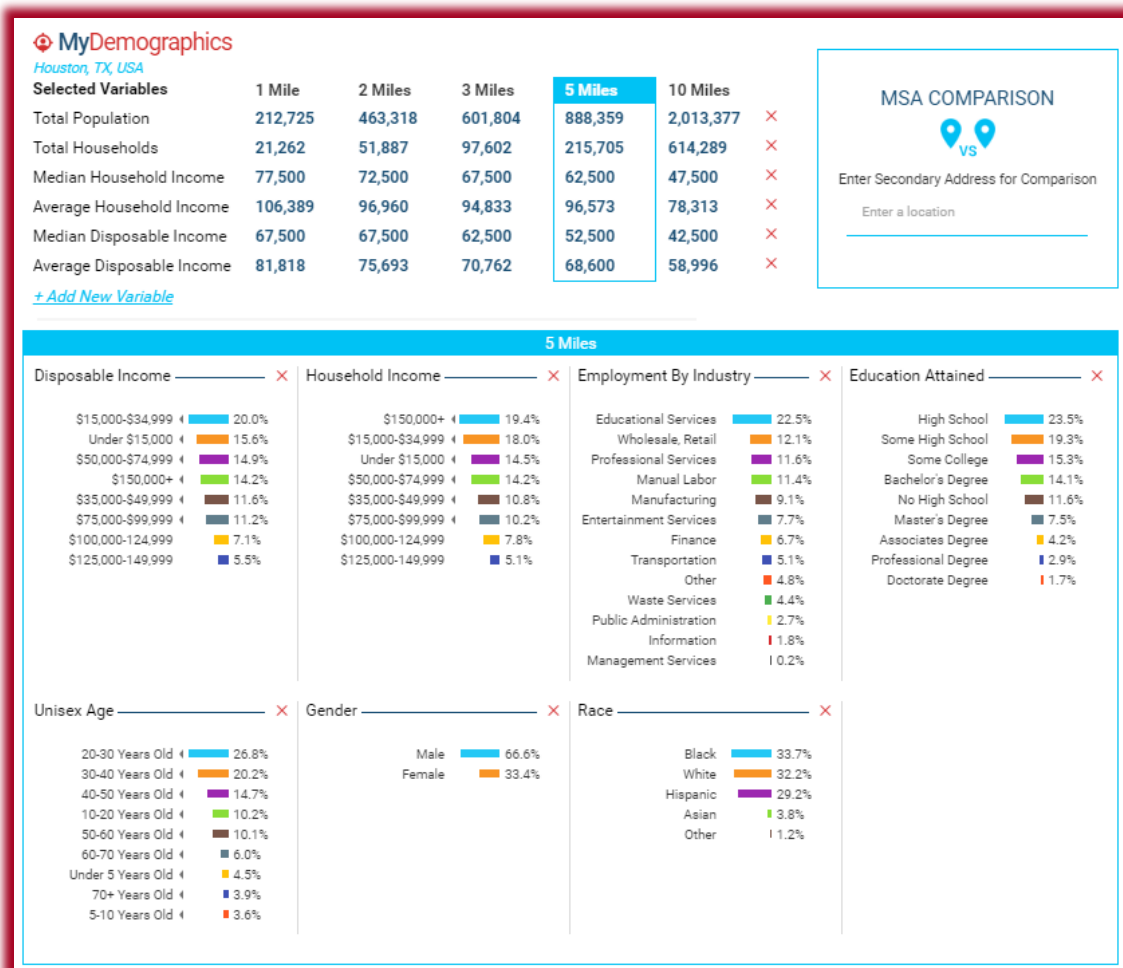 MyDemographics
Houston, TX, USA
Selected Variables 1 Mile 2 Miles 3 Miles 5 Miles 10 Miles
Total Population 212,725 463,318 601,804 888,359 2,013,377 ×
Total Households 21,262 51,887 97,602 215,705 614,289 ×
Median Household Income 77,500 72,500 67,500 62,500 47,500 ×
Average Household Income 106,389 96,960 94,833 96,573 78,313 ×
Median Disposable Income 67,500 67,500 62,500 52,500 42,500 ×
Average Disposable Income 81,818 75,693 70,762 68,600 58,996 ×
+ Add New Variable
MSA COMPARISON
VS
Enter Secondary Address for Comparison
Enter a location
5 Miles
Disposable Income ×
$15,000-$34,999 20.0%
Under $15,000 15.6%
$50,000-$74,999 14.9%
$150,000+ 14.2%
$35,000-$49,999 11.6%
$75,000-$99,999 11.2%
$100,000-124,999 7.1%
$125,000-149,999 5.5%
Household Income ×
$150,000+ 19.4%
$15,000-$34,999 18.0%
Under $15,000 14.5%
$50,000-$74,999 14.2%
$35,000-$49,999 10.8%
$75,000-$99,999 10.2%
$100,000-124,999 7.8%
$125,000-149,999 5.1%
Employment By Industry ×
Educational Services 22.5%
Wholesale, Retail 12.1%
Professional Services 11.6%
Manual Labor 11.4%
Manufacturing 9.1%
Entertainment Services 7.7%
Finance 6.7%
Transportation 5.1%
Other 4.8%
Waste Services 4.4%
Public Administration 2.7%
Information 1.8%
Management Services 0.2%
Education Attained ×
High School 23.5%
Some High School 19.3%
Some College 15.3%
Bachelor's Degree 14.1%
No High School 11.6%
Master's Degree 7.5%
Associates Degree 4.2%
Professional Degree 2.9%
Doctorate Degree 1.7%
Unisex Age ×
20-30 Years Old 26.8%
30-40 Years Old 20.2%
40-50 Years Old 14.7%
10-20 Years Old 10.2%
50-60 Years Old 10.1%
60-70 Years Old 6.0%
Under 5 Years Old 4.5%
70+ Years Old 3.9%
5-10 Years Old 3.6%
Gender ×
Male 66.6%
Female 33.4%
Race ×
Black 33.7%
White 32.2%
Hispanic 29.2%
Asian 3.8%
Other 1.2%